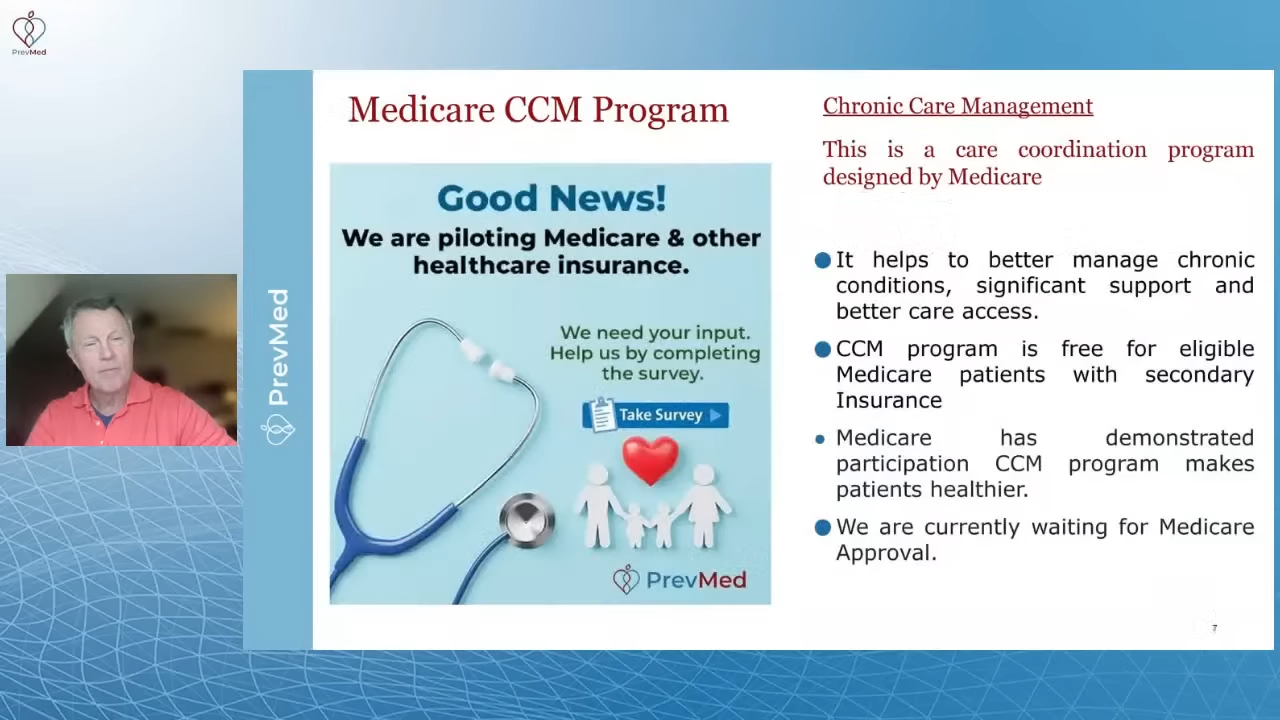 PrevMed
Medicare CCM Program
Good News!
We are piloting Medicare & other
healthcare insurance.
We need your input.
Help us by completing
the survey.
Take Survey
PrevMed
PrevMed
Chronic Care Management
This is a care coordination program
designed by Medicare
It helps to better manage chronic
conditions, significant support and
better care access.
CCM program is free for eligible
Medicare patients with secondary
Insurance
Medicare has demonstrated
participation CCM program makes
patients healthier.
We are currently waiting for Medicare
Approval.
7